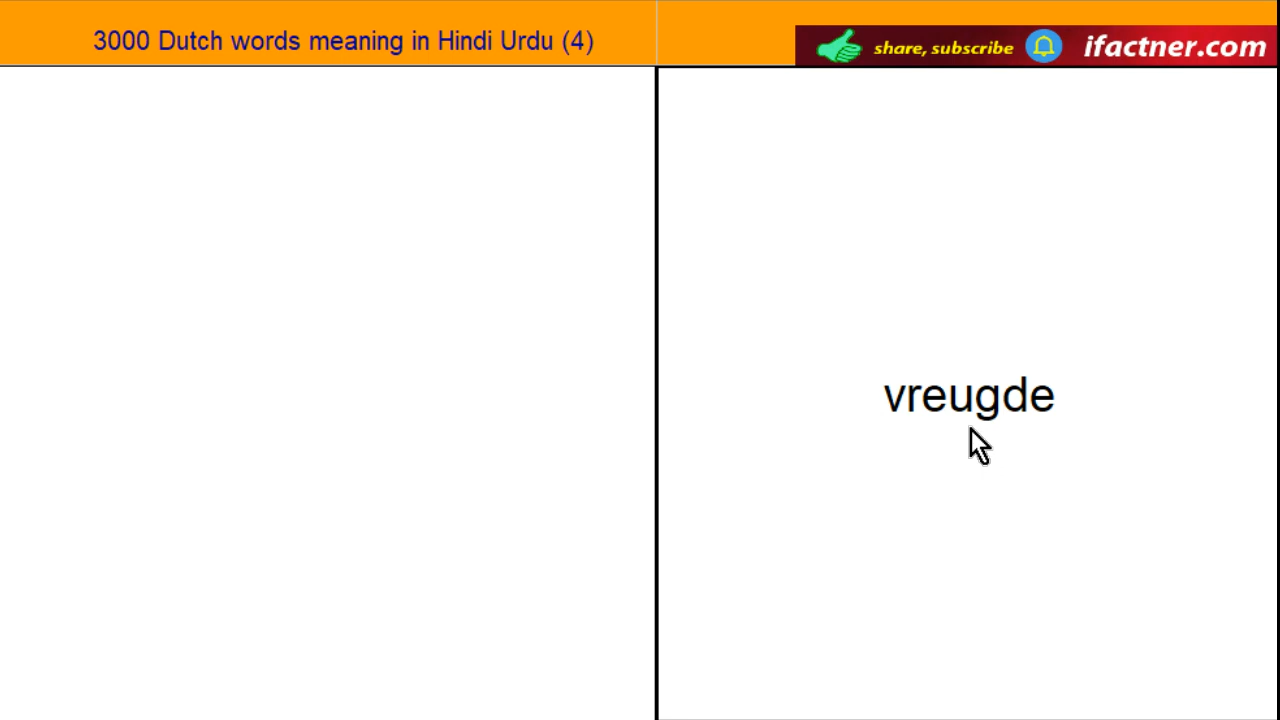 3000 Dutch words meaning in Hindi Urdu (4)
share, subscribe
ifactner.com
vreugde